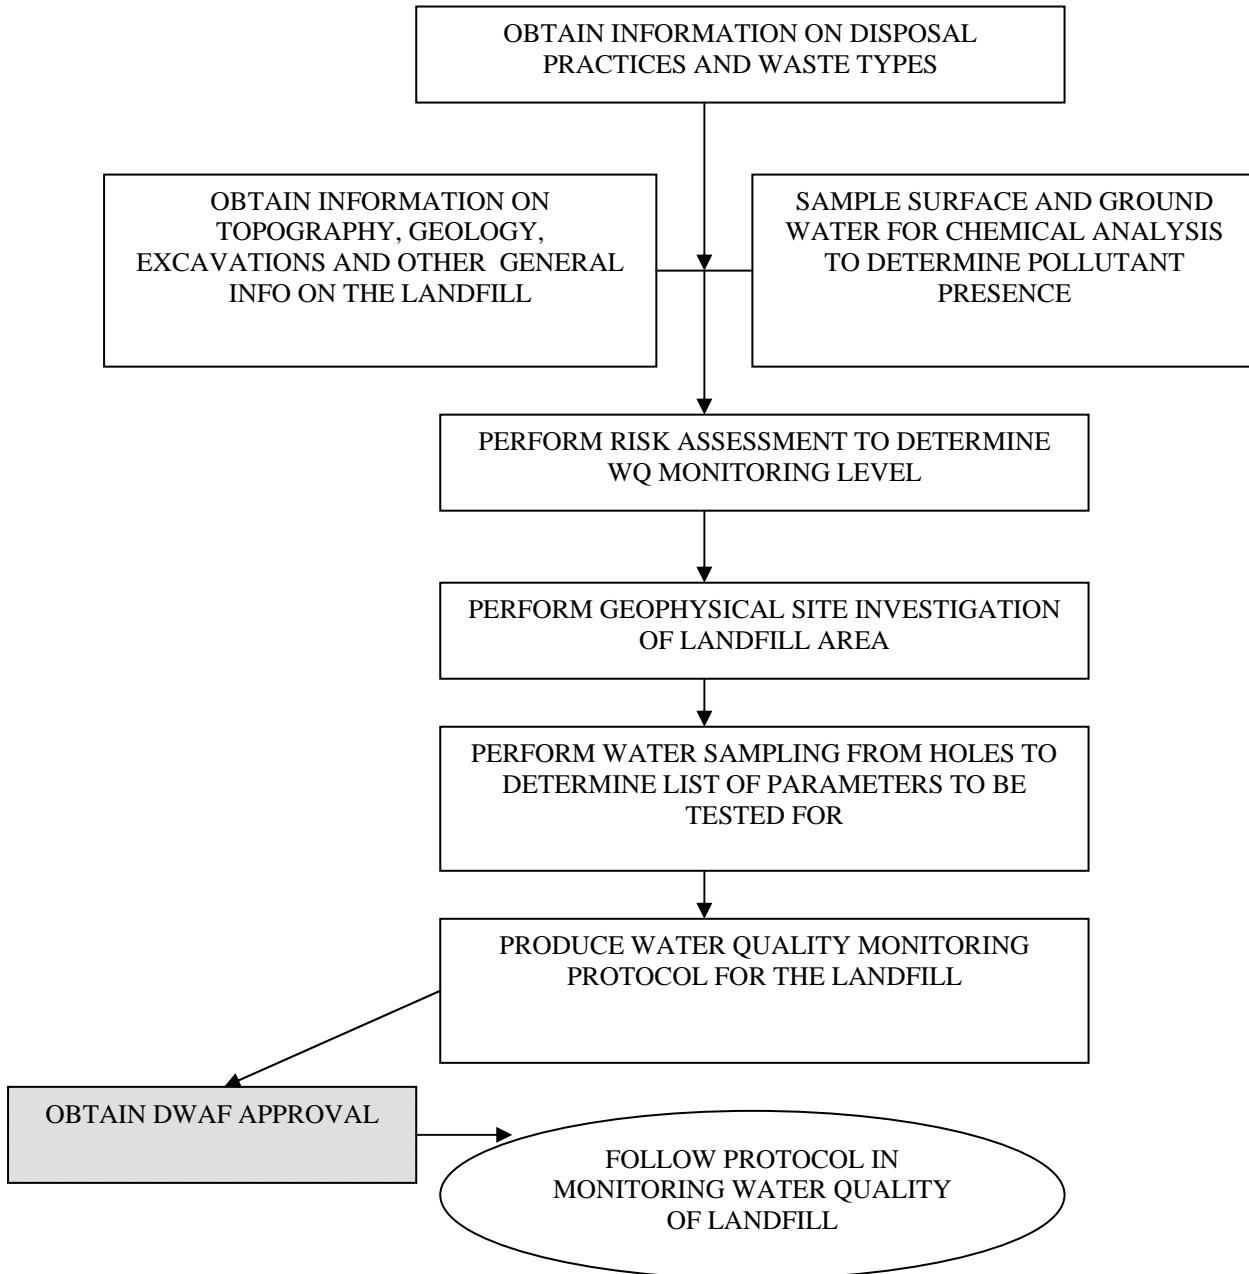 OBTAIN INFORMATION ON DISPOSAL
PRACTICES AND WASTE TYPES
OBTAIN INFORMATION ON
TOPOGRAPHY, GEOLOGY,
EXCAVATIONS AND OTHER GENERAL
INFO ON THE LANDFILL
SAMPLE SURFACE AND GROUND
WATER FOR CHEMICAL ANALYSIS
TO DETERMINE POLLUTANT
PRESENCE
PERFORM RISK ASSESSMENT TO DETERMINE
WQ MONITORING LEVEL
PERFORM GEOPHYSICAL SITE INVESTIGATION
OF LANDFILL AREA
PERFORM WATER SAMPLING FROM HOLES TO
DETERMINE LIST OF PARAMETERS TO BE
TESTED FOR
PRODUCE WATER QUALITY MONITORING
PROTOCOL FOR THE LANDFILL
OBTAIN DWAF APPROVAL
FOLLOW PROTOCOL IN
MONITORING WATER QUALITY
OF LANDFILL